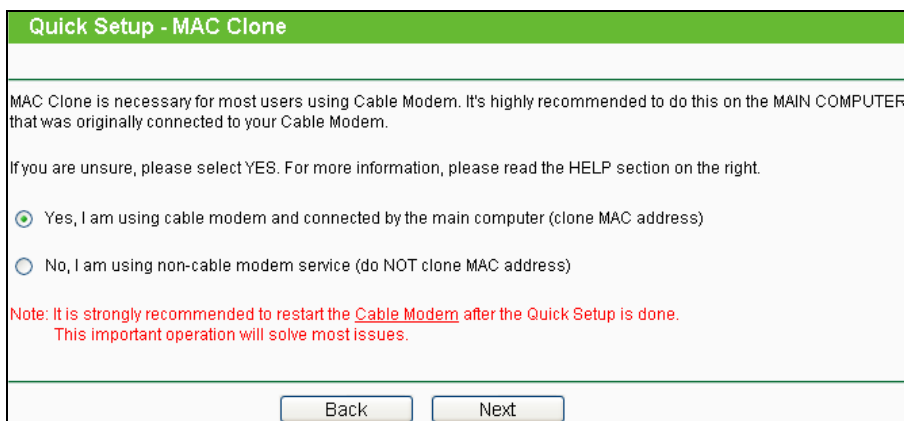 Quick Setup - MAC Clone
MAC Clone is necessary for most users using Cable Modem. It's highly recommended to do this on the MAIN COMPUTER
that was originally connected to your Cable Modem.
If you are unsure, please select YES. For more information, please read the HELP section on the right.
Yes, I am using cable modem and connected by the main computer (clone MAC address)
No, I am using non-cable modem service (do NOT clone MAC address)
Note: It is strongly recommended to restart the Cable Modem after the Quick Setup is done.
This important operation will solve most issues.
Back Next